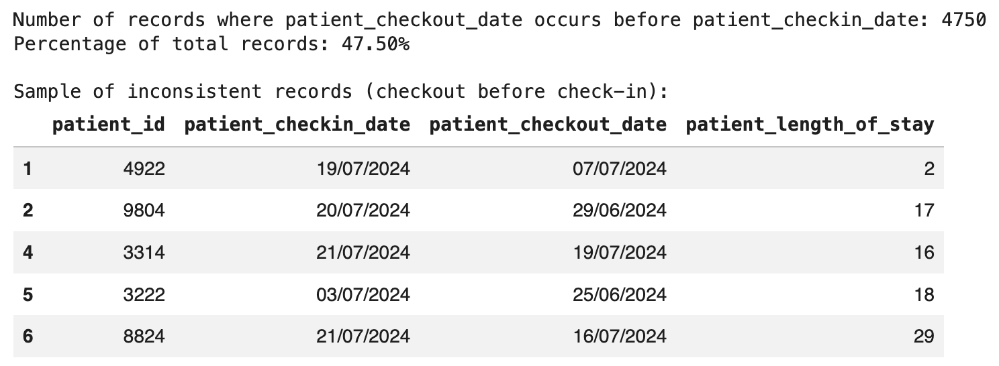 Number of records where patient_checkout_date occurs before patient_checkin_date: 4750
Percentage of total records: 47.50%
Sample of inconsistent records (checkout before check-in):
patient_id patient_checkin_date patient_checkout_date patient_length_of_stay
1 4922 19/07/2024 07/07/2024 2
2 9804 20/07/2024 29/06/2024 17
4 3314 21/07/2024 19/07/2024 16
5 3222 03/07/2024 25/06/2024 18
6 8824 21/07/2024 16/07/2024 29